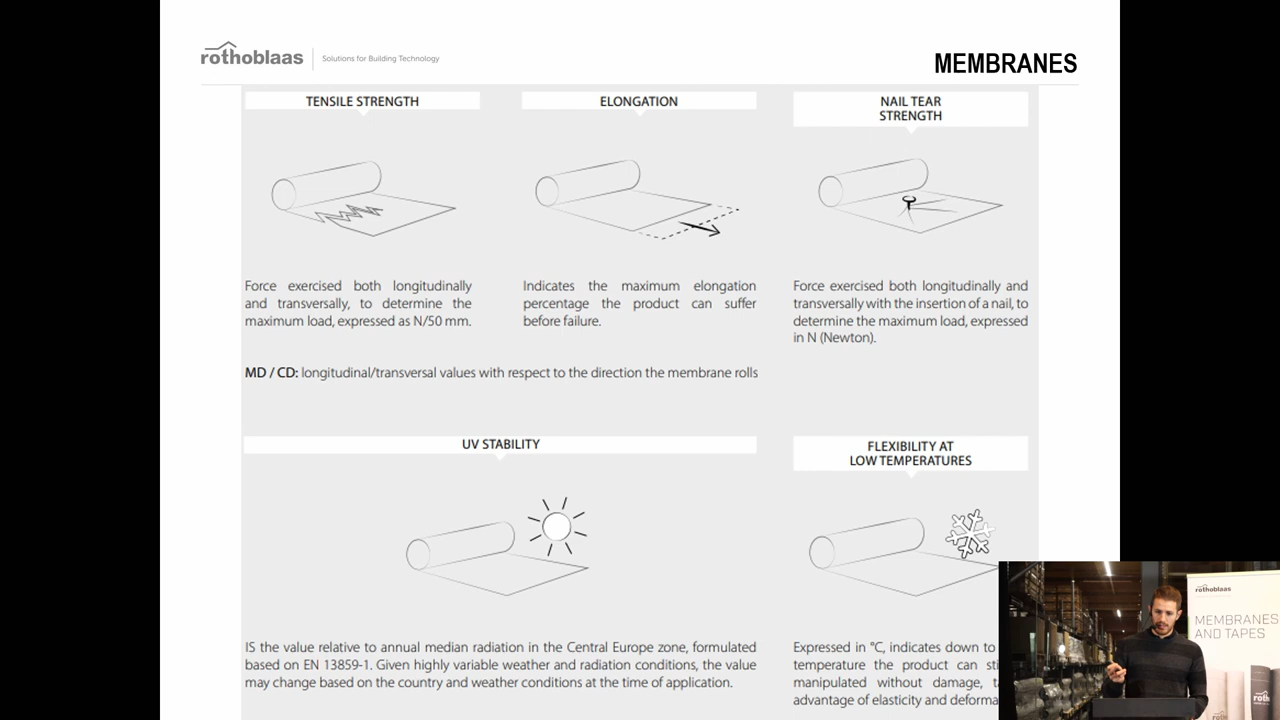 rothoblaas
Solutions for Building Technology
MEMBRANES
TENSILE STRENGTH
ELONGATION
NAIL TEAR
STRENGTH
Force exercised both longitudinally
and transversally, to determine the
maximum load, expressed as N/50 mm.
Indicates the maximum elongation
percentage the product can suffer
before failure.
Force exercised both longitudinally and
transversally with the insertion of a nail, to
determine the maximum load, expressed
in N (Newton).
MD / CD: longitudinal/transversal values with respect to the direction the membrane rolls
UV STABILITY
FLEXIBILITY AT
LOW TEMPERATURES
IS the value relative to annual median radiation in the Central Europe zone, formulated
based on EN 13859-1. Given highly variable weather and radiation conditions, the value
may change based on the country and weather conditions at the time of application.
Expressed in °C, indicates down to
temperature the product can
manipulated without damage,
advantage of elasticity and
rothoblaas
MEMBRANES
AND TAPES